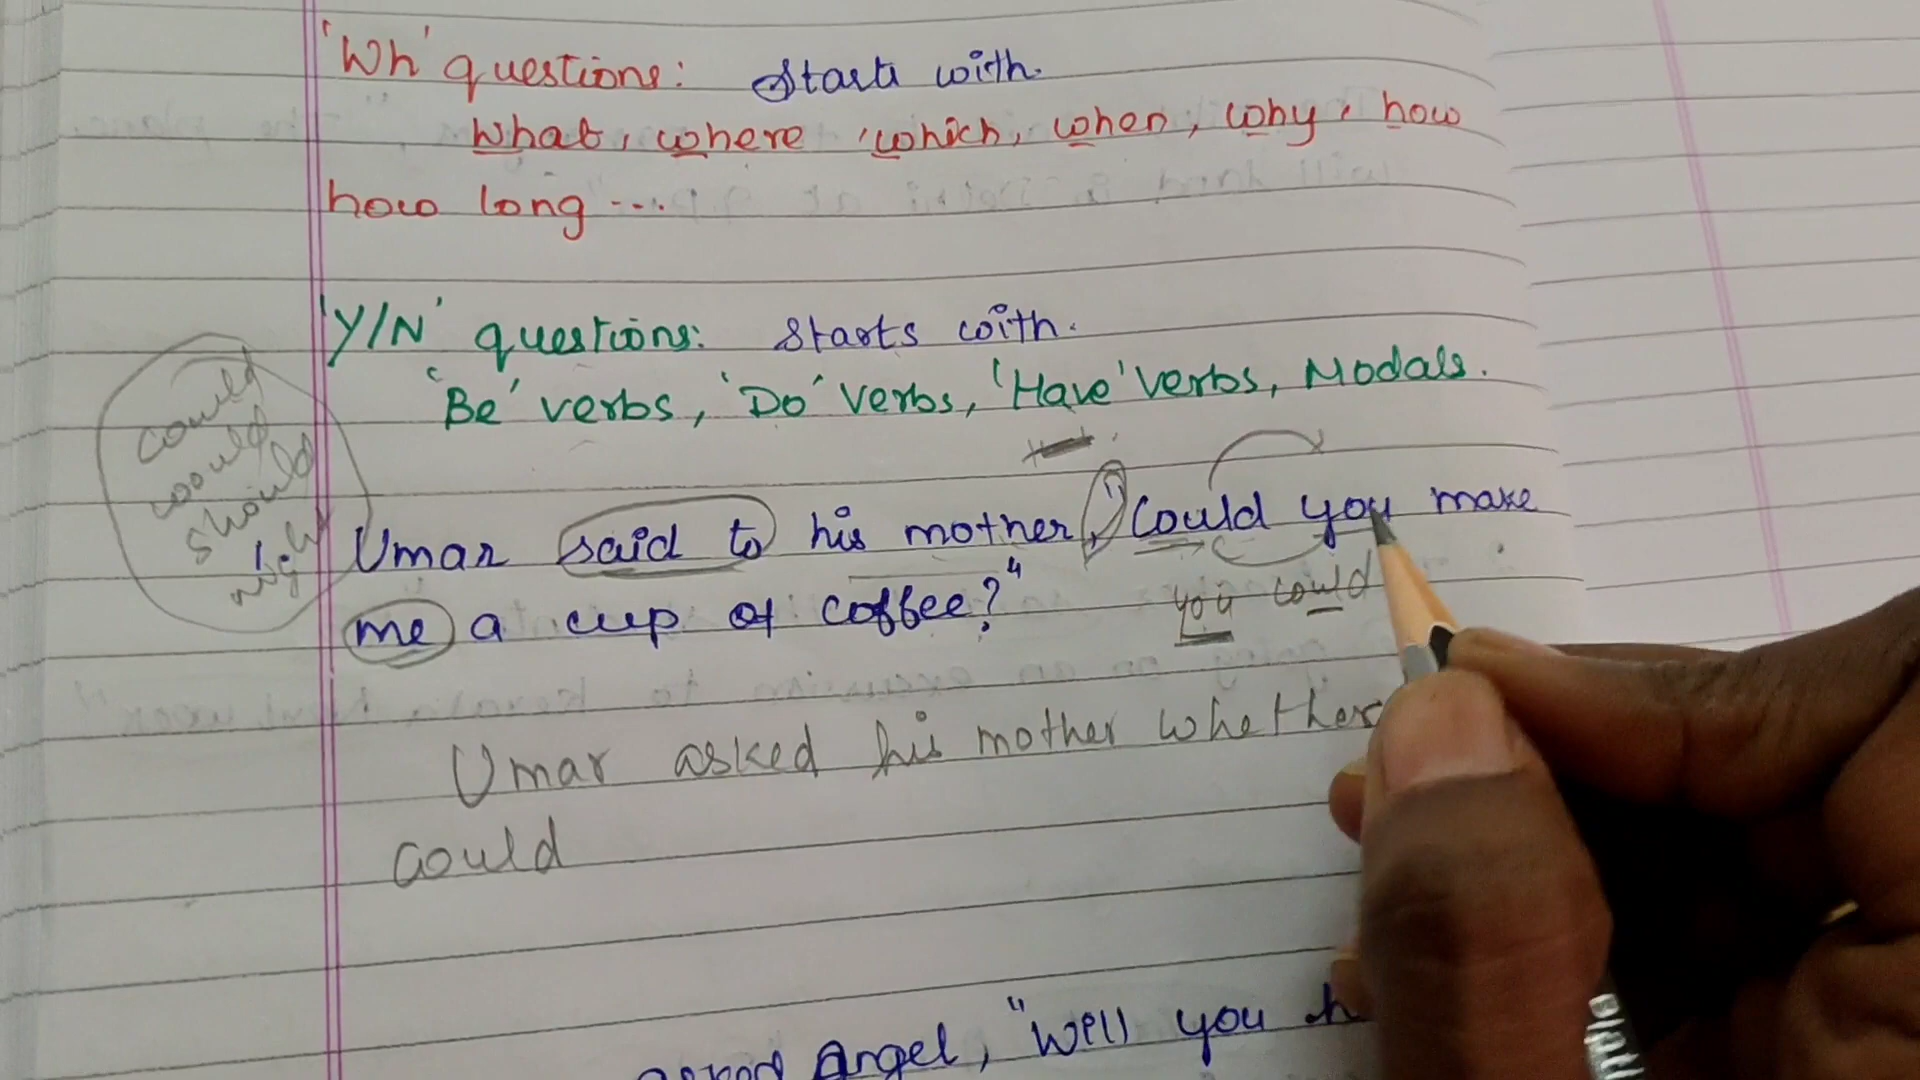 'Wh' questions: Starts with.
What, where, which, when, why, how
how long ...
'Y/N' questions: Starts with.
'Be' verbs, 'Do' verbs, 'Have' verbs, Modals.
could
would
should
might
Umar said to his mother, "Could you make
me a cup of coffee?"
you could
Umar asked his mother whether
could
Angel, "Will you